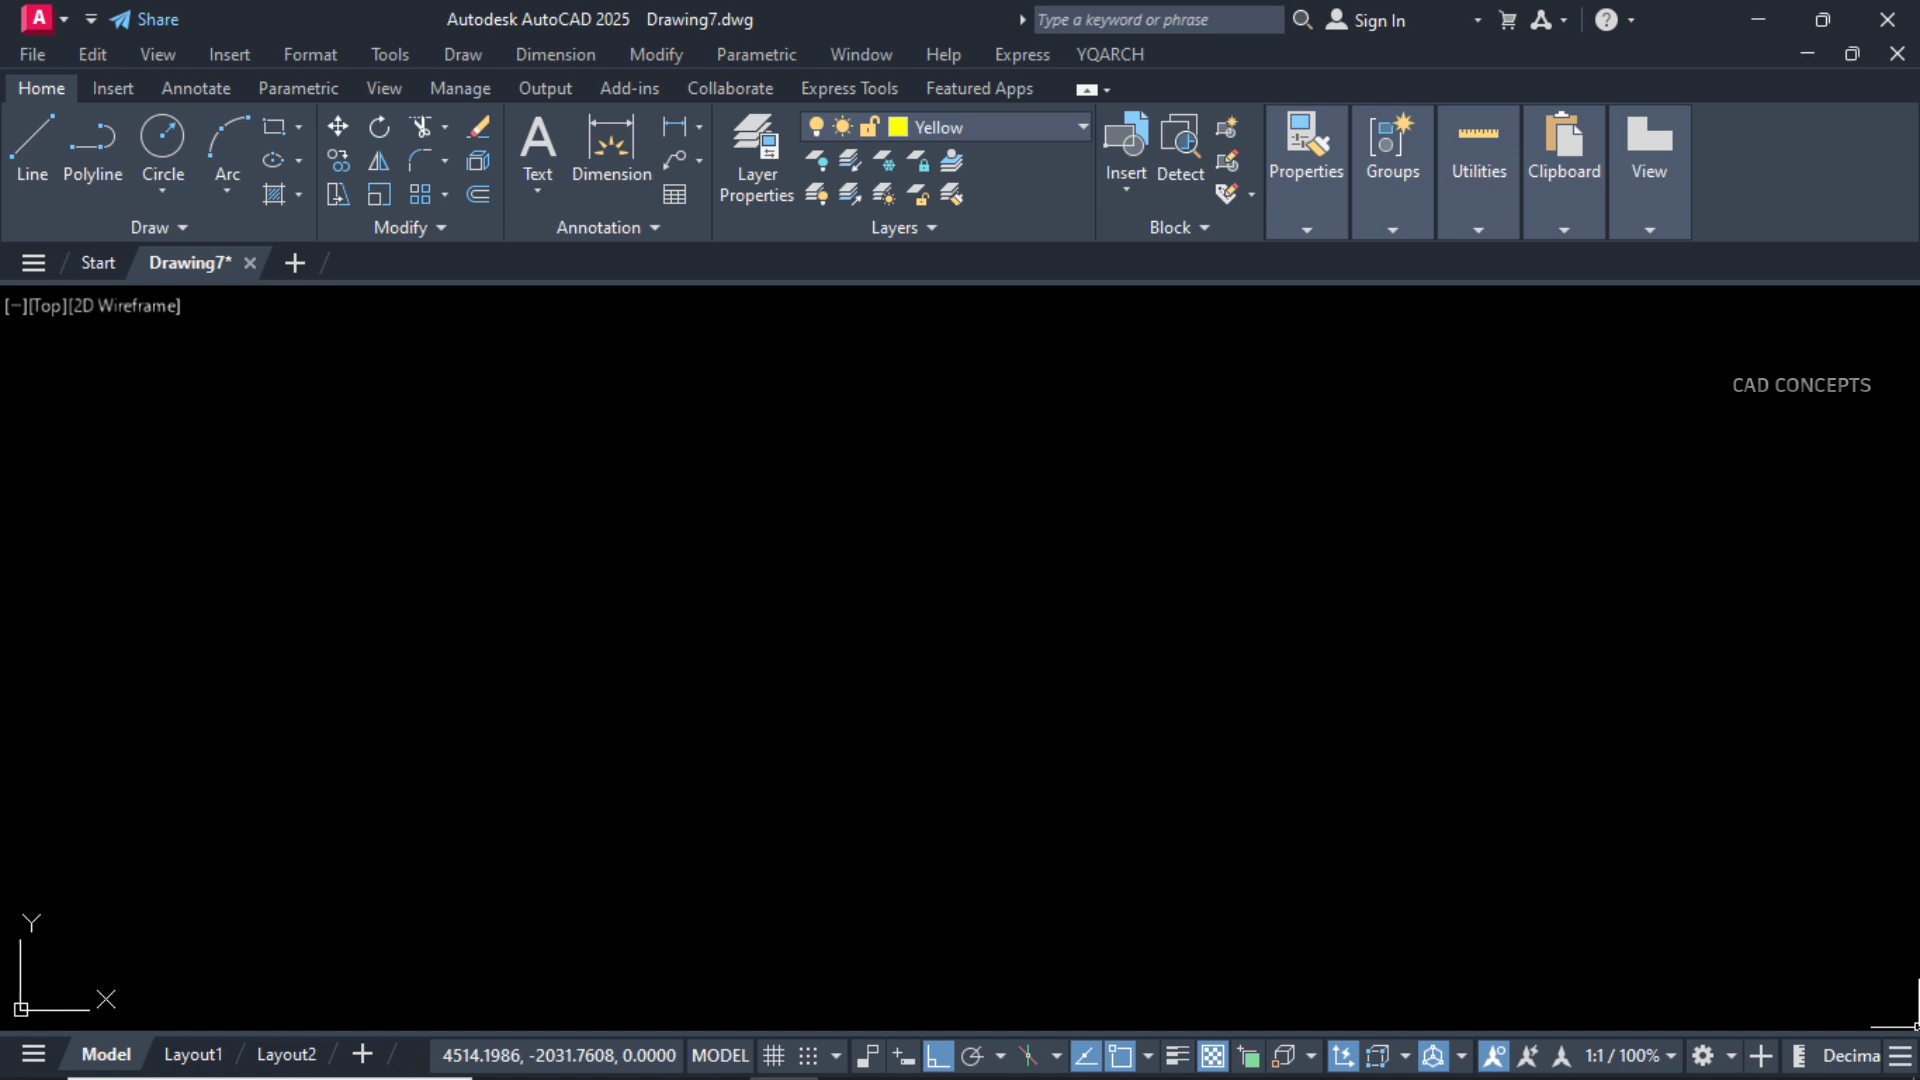 A Share Autodesk AutoCAD 2025 Drawing7.dwg Type a keyword or phrase Sign In
File Edit View Insert Format Tools Draw Dimension Modify Parametric Window Help Express YQARCH
Home Insert Annotate Parametric View Manage Output Add-ins Collaborate Express Tools Featured Apps
Yellow
Line Polyline Circle Arc Text Dimension Layer Properties Insert Detect Properties Groups Utilities Clipboard View
Draw Modify Annotation Layers Block
Start Drawing7*
[−][Top][2D Wireframe]
CAD CONCEPTS
Y
X
Model Layout1 Layout2 4514.1986, -2031.7608, 0.0000 MODEL 1:1 / 100% Decima